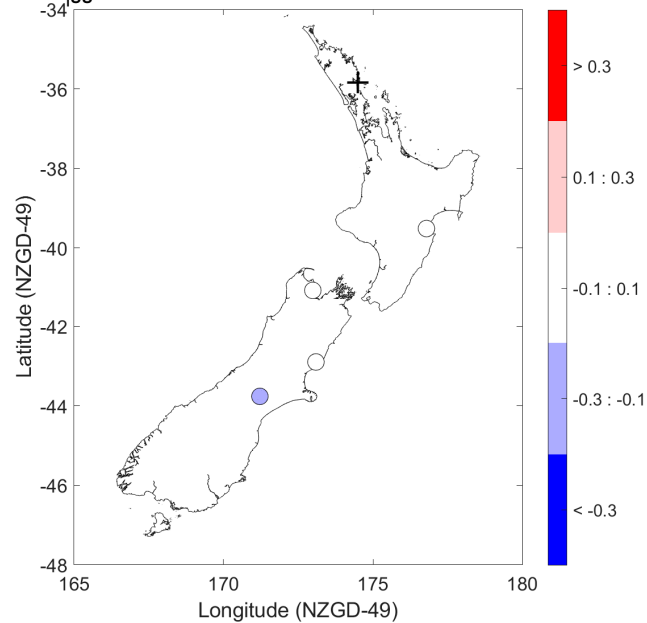 -34
-36
-38
-40
-42
-44
-46
-48
165
170
175
180
Latitude (NZGD-49)
Longitude (NZGD-49)
> 0.3
0.1 : 0.3
-0.1 : 0.1
-0.3 : -0.1
< -0.3